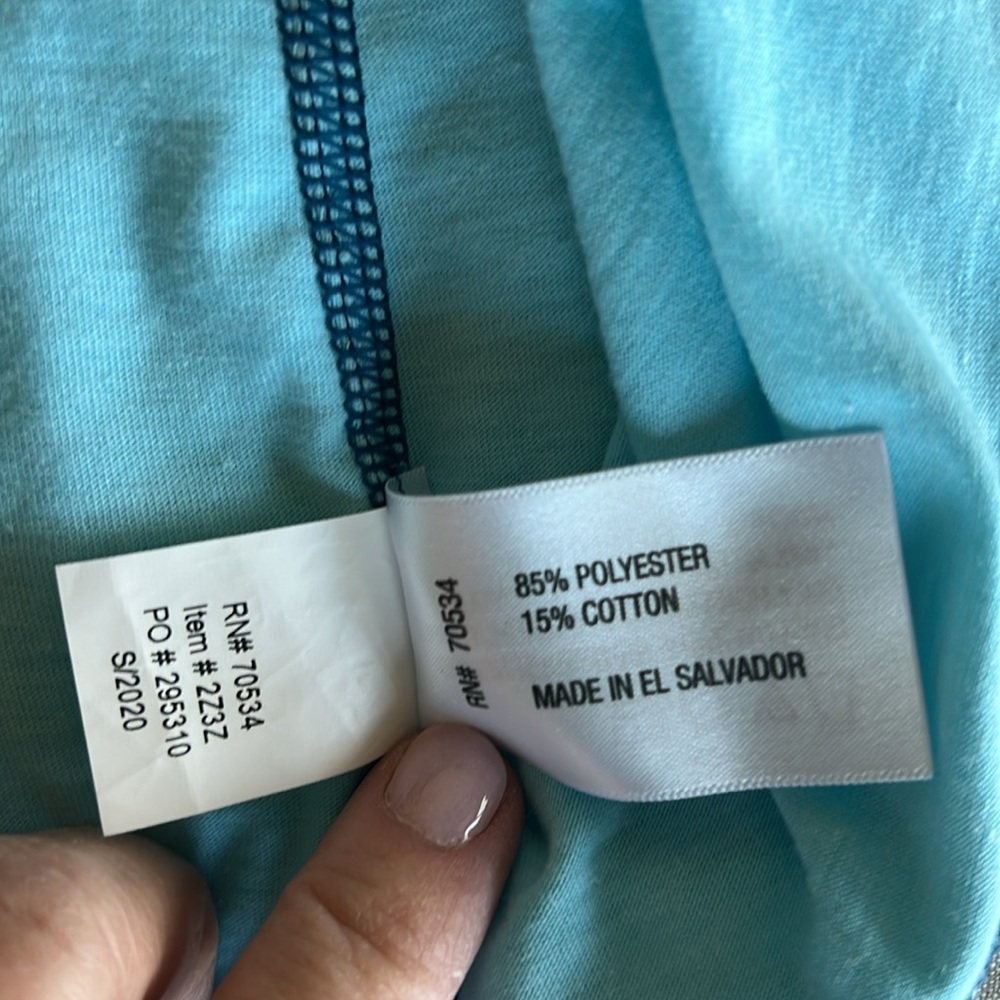 RN# 70534
Item # 2Z3Z
PO # 295310
S/2020
RN# 70534
85% POLYESTER
15% COTTON
MADE IN EL SALVADOR